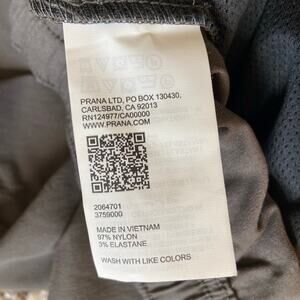 PRANA LTD, PO BOX 130430,
CARLSBAD, CA 92013
RN124977/CA00000
WWW.PRANA.COM
2064701
3759000
MADE IN VIETNAM
97% NYLON
3% ELASTANE
WASH WITH LIKE COLORS